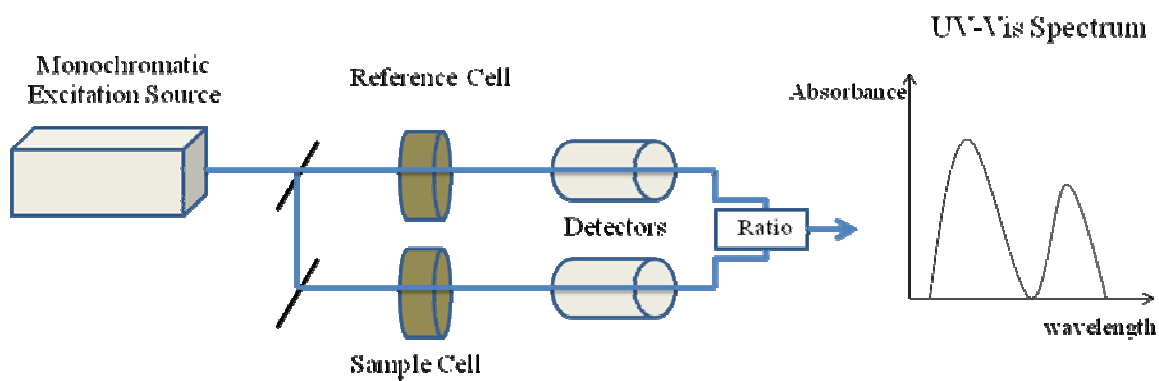 Monochromatic
Excitation Source
Reference Cell
Detectors
Sample Cell
Ratio
UV-Vis Spectrum
Absorbance
wavelength